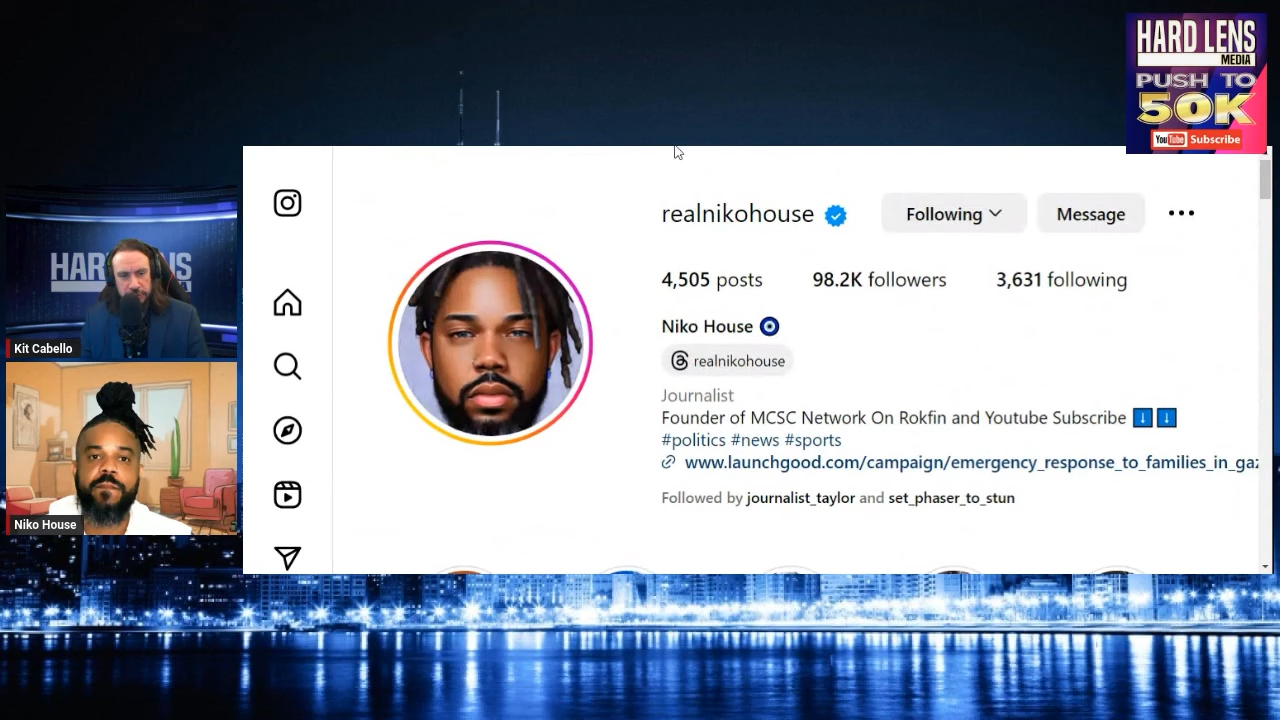 HARD LENS
MEDIA
PUSH TO
50K
YouTube Subscribe
realnikohouse
Following
Message
4,505 posts
98.2K followers
3,631 following
Niko House
realnikohouse
Journalist
Founder of MCSC Network On Rokfin and Youtube Subscribe
#politics #news #sports
www.launchgood.com/campaign/emergency_response_to_families_in_gaz
Followed by journalist_taylor and set_phaser_to_stun
Kit Cabello
Niko House